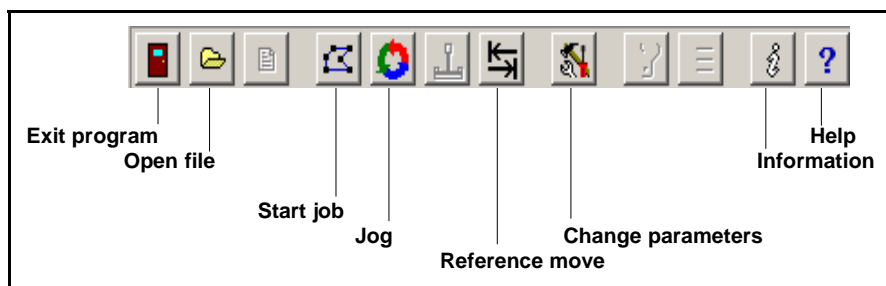 Exit program
Help
Open file
Information
Start job
Jog
Change parameters
Reference move